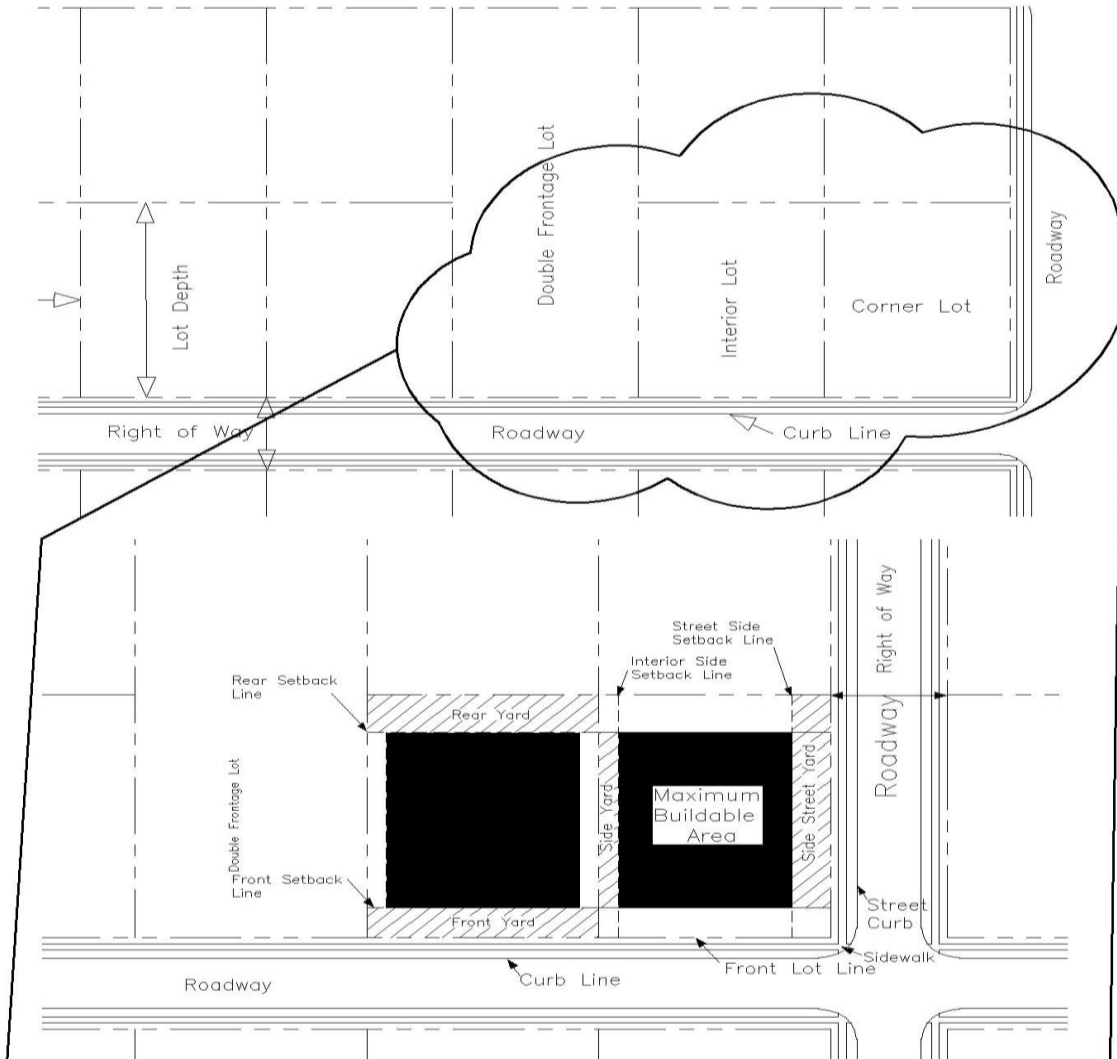 Double Frontage Lot
Roadway
Lot Depth
Interior Lot
Corner Lot
Right of Way
Roadway
Curb Line
Right of Way
Street Side
Setback Line
Interior Side
Setback Line
Rear Setback
Line
Rear Yard
Roadway
Double Frontage Lot
Side Yard
Maximum
Buildable
Area
Side Street Yard
Front Setback
Line
Front Yard
Street
Curb
Sidewalk
Front Lot Line
Curb Line
Roadway